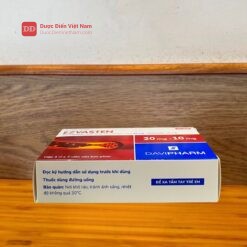 DD
Dược Điển Việt Nam
EZVASTEN
20 mg - 10 mg
DAVIPHARM
Đọc kỹ hướng dẫn sử dụng trước khi dùng
Thuốc dùng đường uống
Bảo quản: Nơi khô ráo, tránh ánh sáng, nhiệt
độ không quá 30°C
ĐỂ XA TẦM TAY TRẺ EM